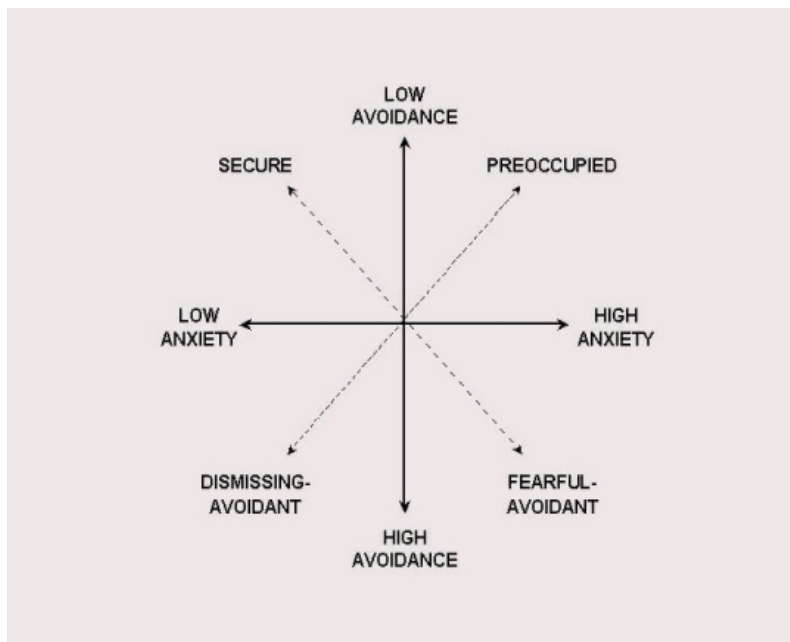 LOW
AVOIDANCE
SECURE
PREOCCUPIED
LOW
ANXIETY
HIGH
ANXIETY
DISMISSING-
AVOIDANT
FEARFUL-
AVOIDANT
HIGH
AVOIDANCE